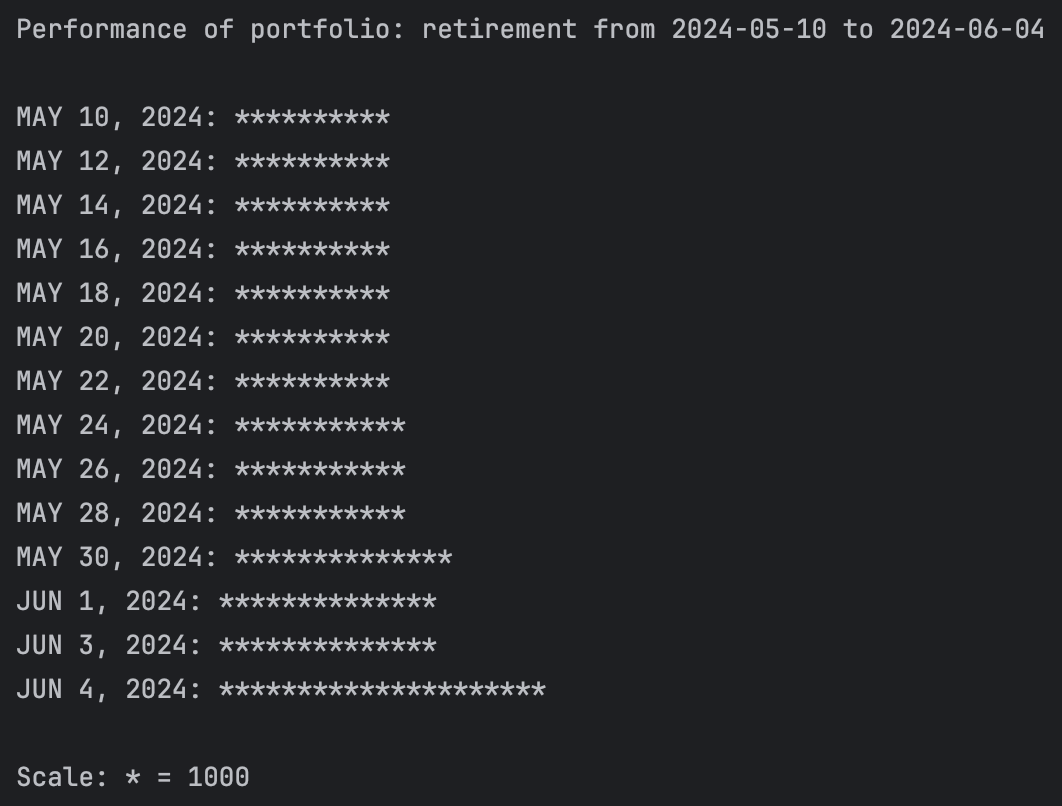 Performance of portfolio: retirement from 2024-05-10 to 2024-06-04
MAY 10, 2024: **********
MAY 12, 2024: **********
MAY 14, 2024: **********
MAY 16, 2024: **********
MAY 18, 2024: **********
MAY 20, 2024: **********
MAY 22, 2024: **********
MAY 24, 2024: ***********
MAY 26, 2024: ***********
MAY 28, 2024: ***********
MAY 30, 2024: **************
JUN 1, 2024: **************
JUN 3, 2024: **************
JUN 4, 2024: *********************
Scale: * = 1000